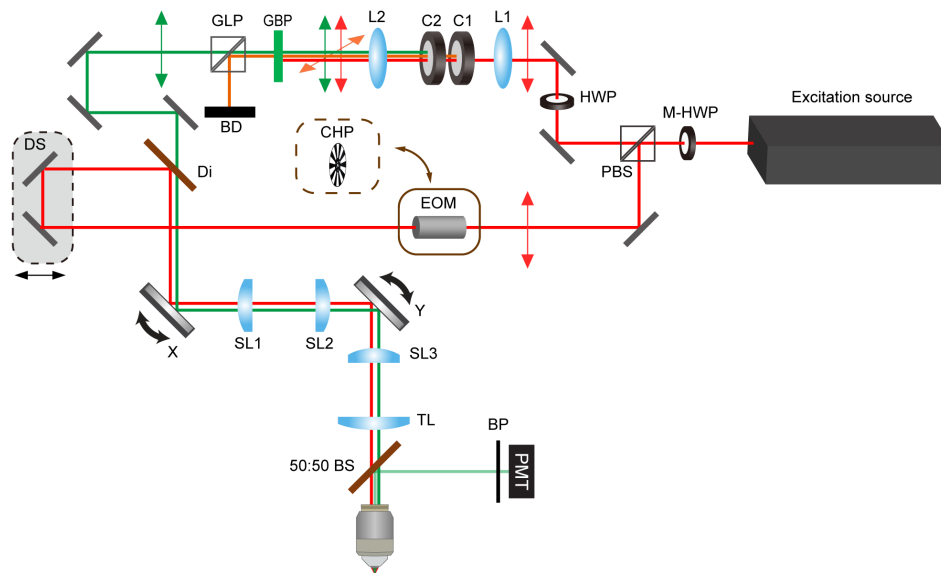 GLP
GBP
L2
C2
C1
L1
HWP
M-HWP
Excitation source
BD
CHP
PBS
DS
Di
EOM
X
SL1
SL2
Y
SL3
TL
BP
50:50 BS
PMT